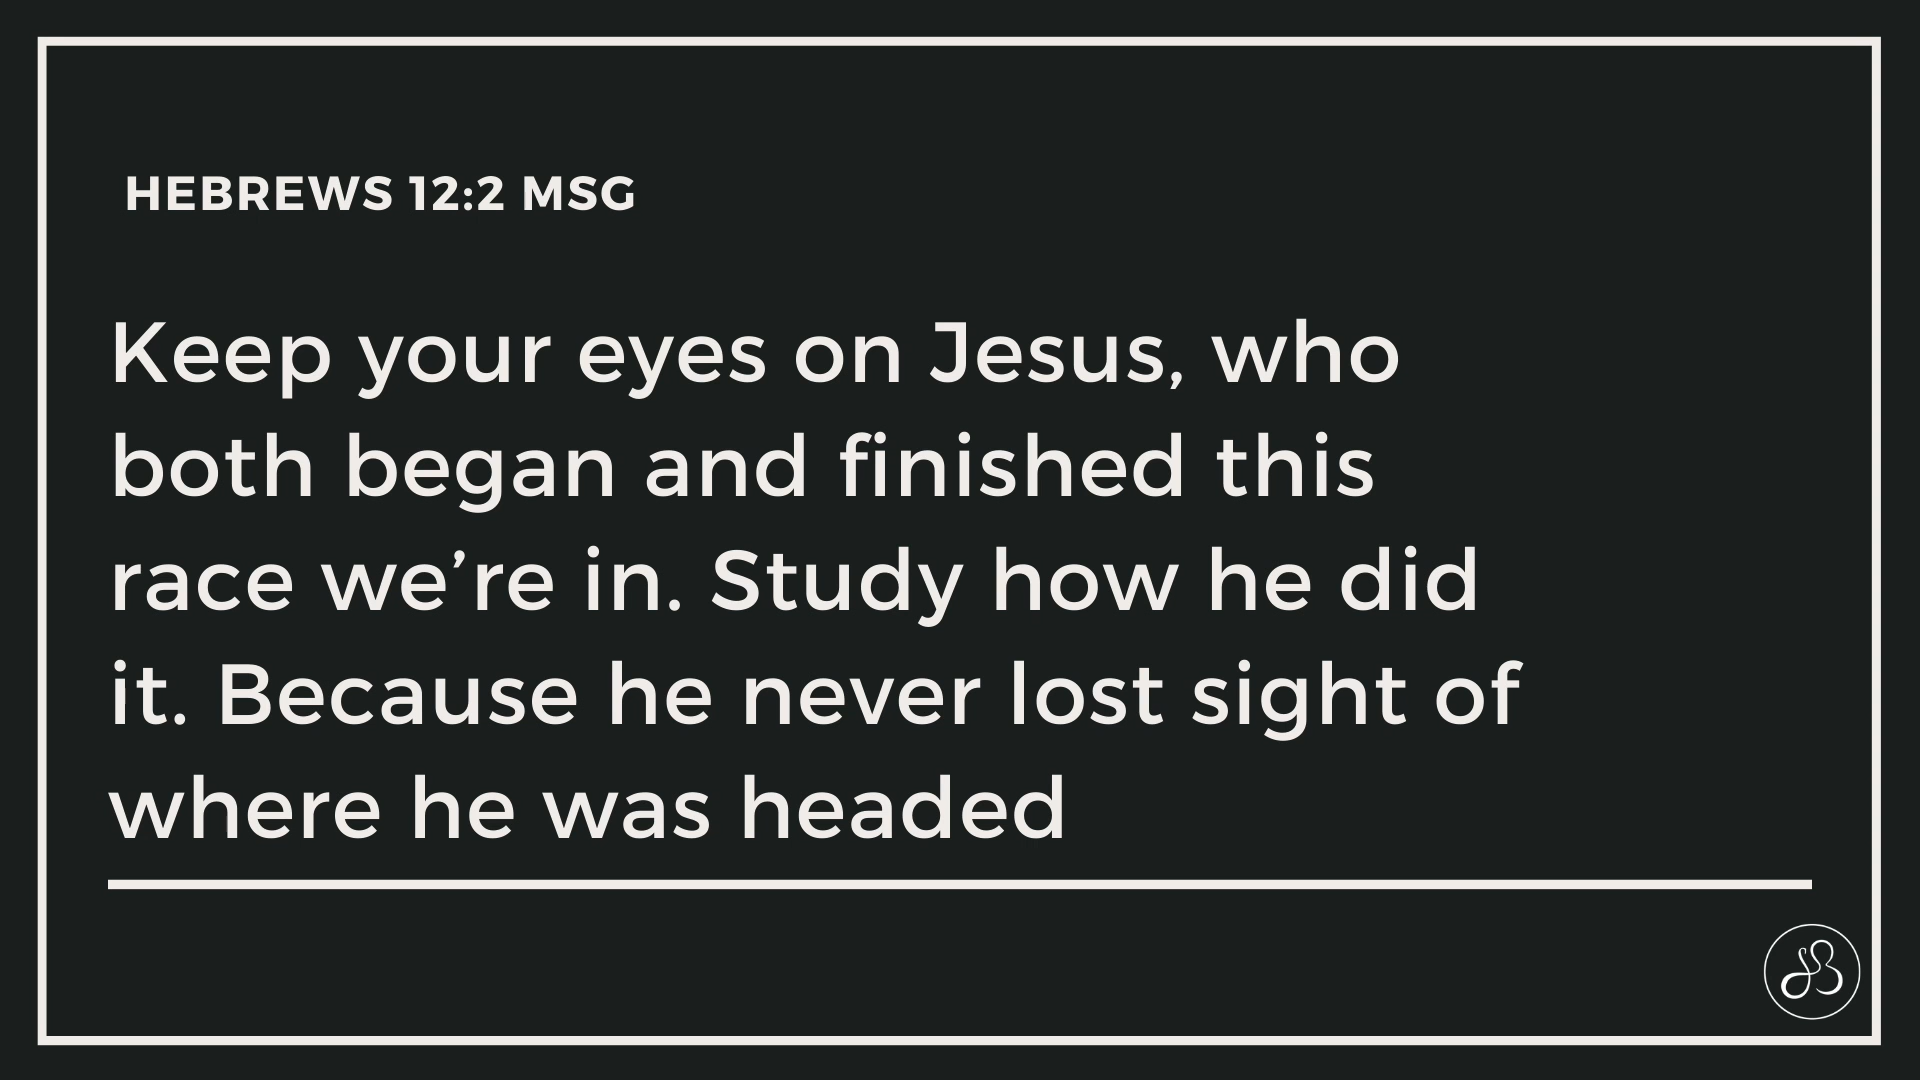 HEBREWS 12:2 MSG
Keep your eyes on Jesus, who
both began and finished this
race we’re in. Study how he did
it. Because he never lost sight of
where he was headed